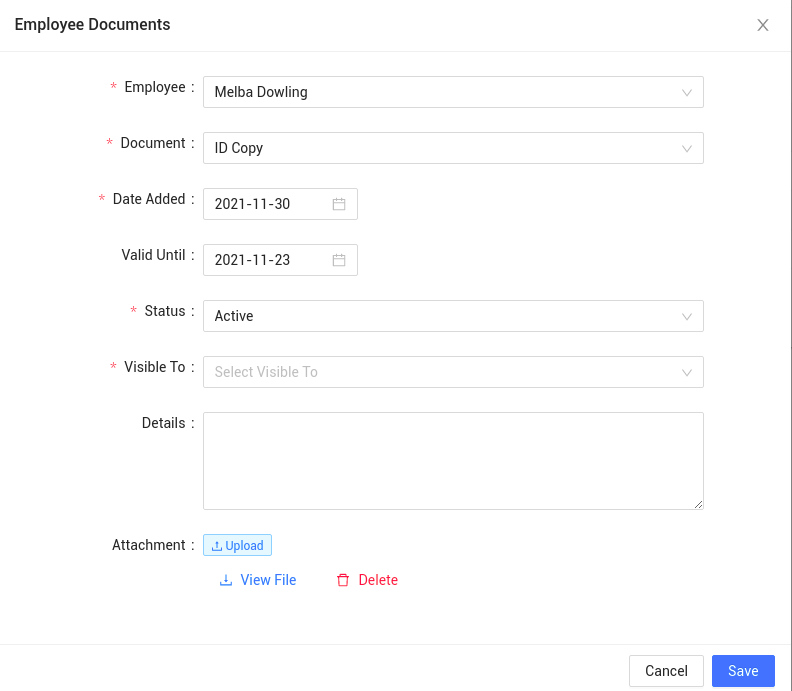 Employee Documents
* Employee : Melba Dowling
* Document : ID Copy
* Date Added : 2021-11-30
Valid Until : 2021-11-23
* Status : Active
* Visible To : Select Visible To
Details :
Attachment : Upload
View File Delete
Cancel Save